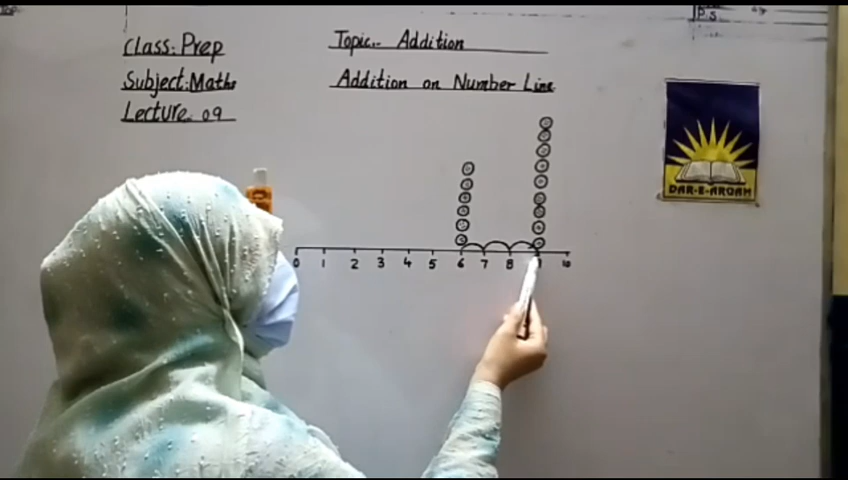 Class: Prep
Topic:- Addition
Subject: Maths
Addition on Number Line
Lecture. 09
DAR-E-ARQAM
0 1 2 3 4 5 6 7 8 9 10